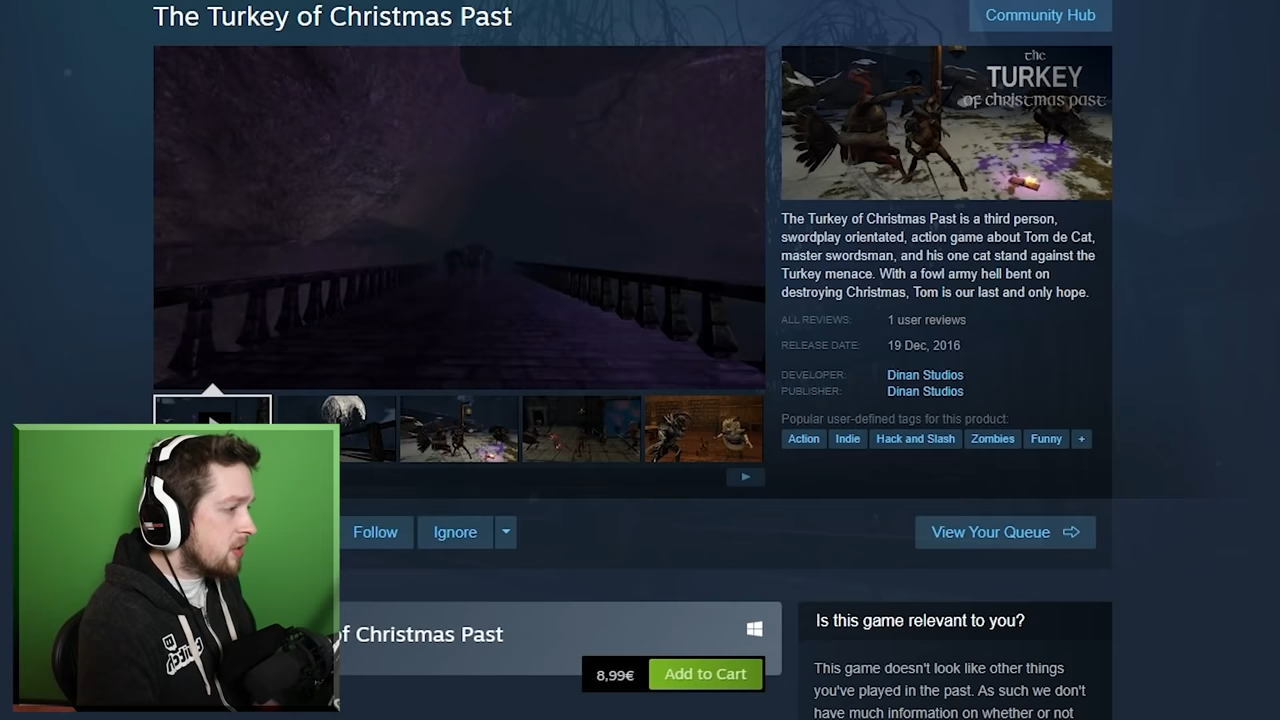 The Turkey of Christmas Past
Community Hub
the
TURKEY
of christmas past
The Turkey of Christmas Past is a third person,
swordplay orientated, action game about Tom de Cat,
master swordsman, and his one cat stand against the
Turkey menace. With a fowl army hell bent on
destroying Christmas, Tom is our last and only hope.
ALL REVIEWS: 1 user reviews
RELEASE DATE: 19 Dec, 2016
DEVELOPER: Dinan Studios
PUBLISHER: Dinan Studios
Popular user-defined tags for this product:
Action Indie Hack and Slash Zombies Funny +
Follow Ignore
View Your Queue
of Christmas Past
8,99€ Add to Cart
Is this game relevant to you?
This game doesn't look like other things
you've played in the past. As such we don't
have much information on whether or not